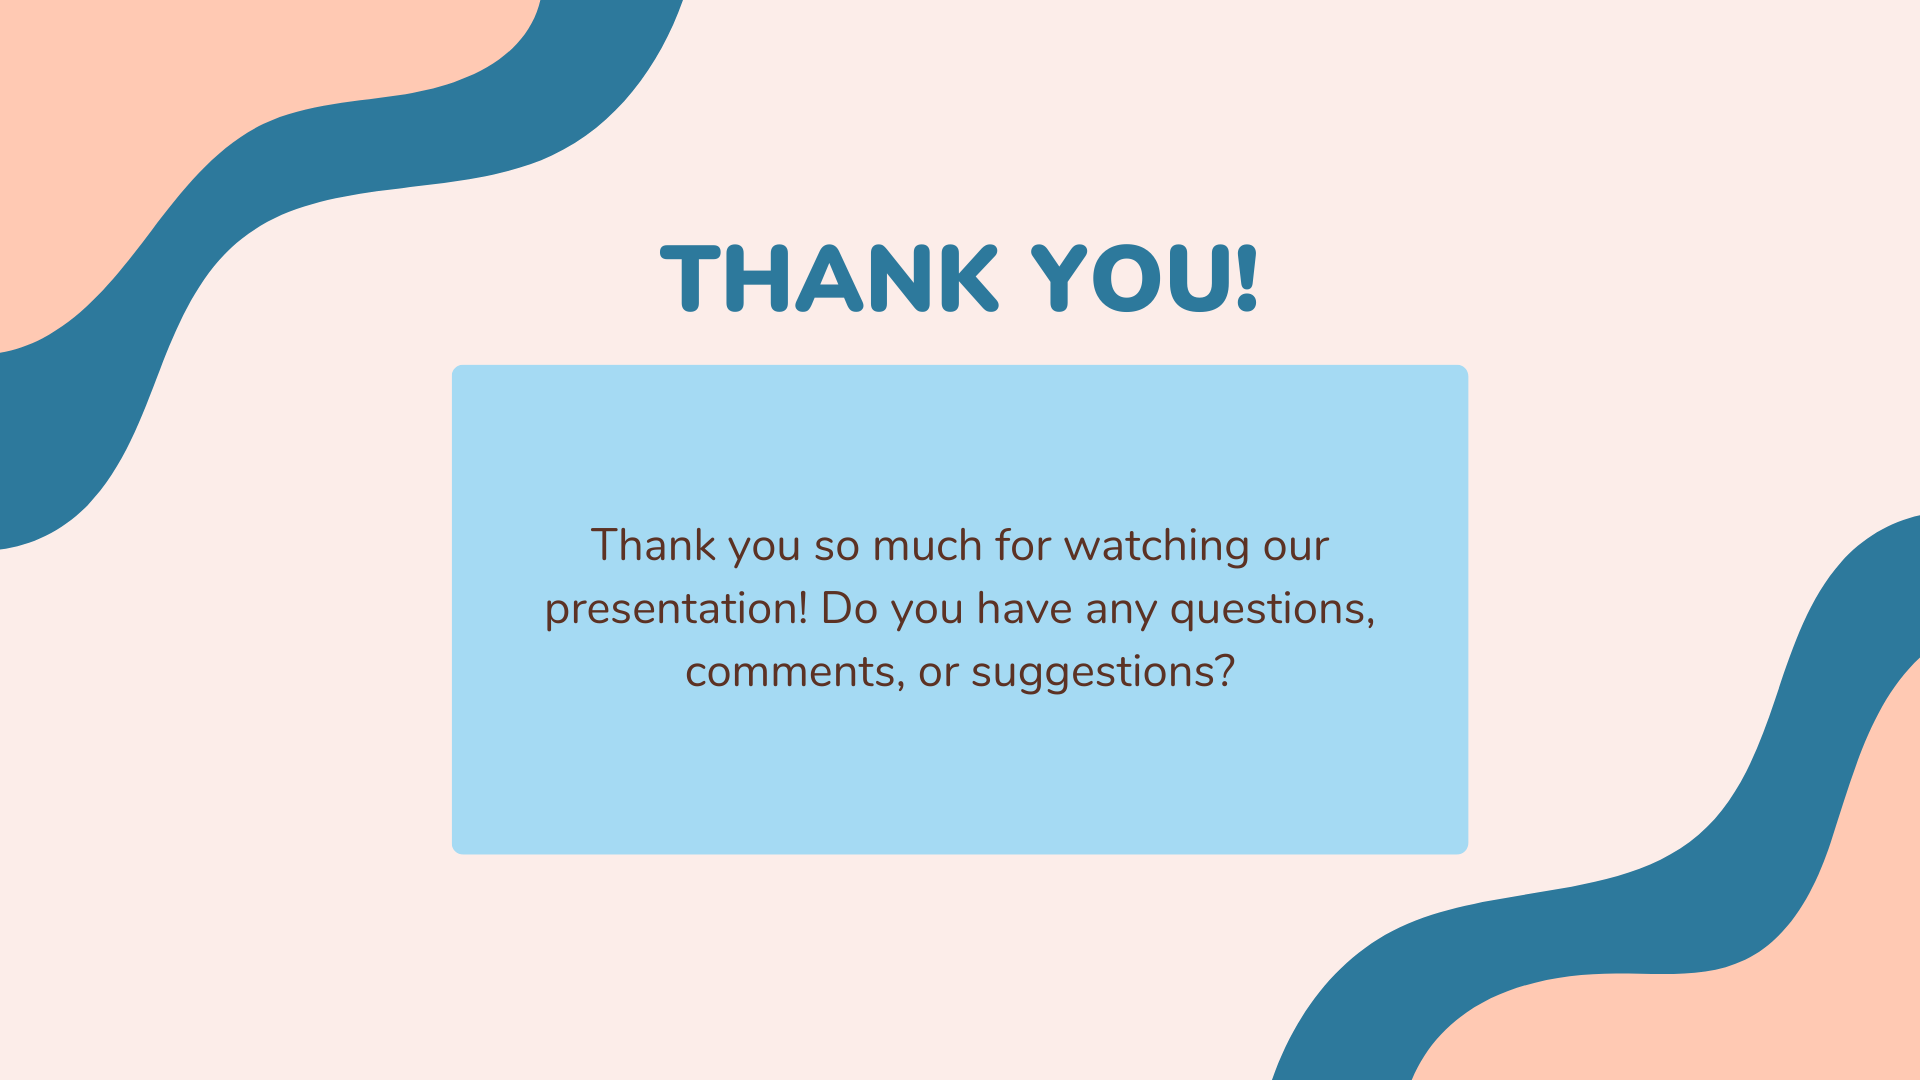 THANK YOU!
Thank you so much for watching our
presentation! Do you have any questions,
comments, or suggestions?